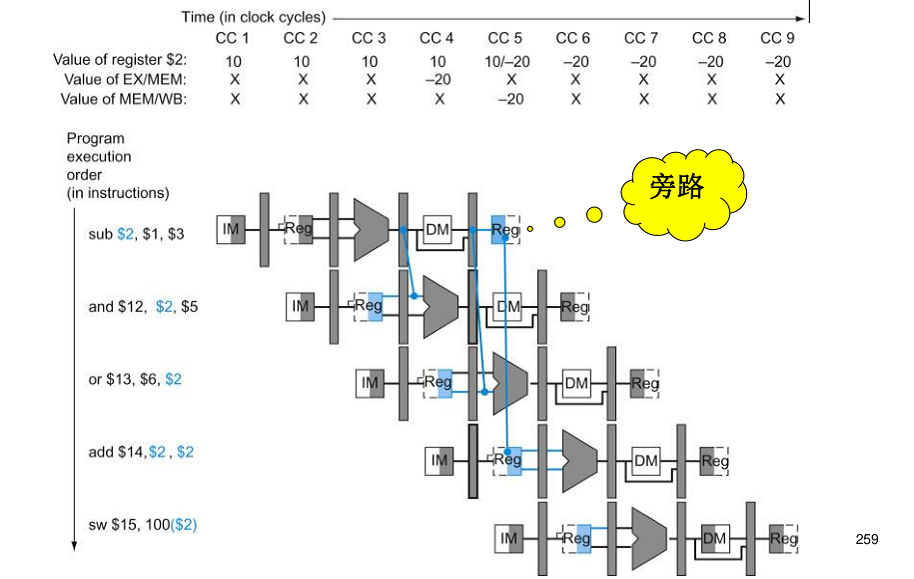 Time (in clock cycles)
CC 1 CC 2 CC 3 CC 4 CC 5 CC 6 CC 7 CC 8 CC 9
Value of register $2: 10 10 10 10 10/–20 –20 –20 –20 –20
Value of EX/MEM: X X X –20 X X X X X
Value of MEM/WB: X X X X –20 X X X X
Program
execution
order
(in instructions)
旁路
sub $2, $1, $3
IM Reg DM Reg
and $12, $2, $5
IM Reg DM Reg
or $13, $6, $2
IM Reg DM Reg
add $14,$2 , $2
IM Reg DM Reg
sw $15, 100($2)
IM Reg DM Reg
259